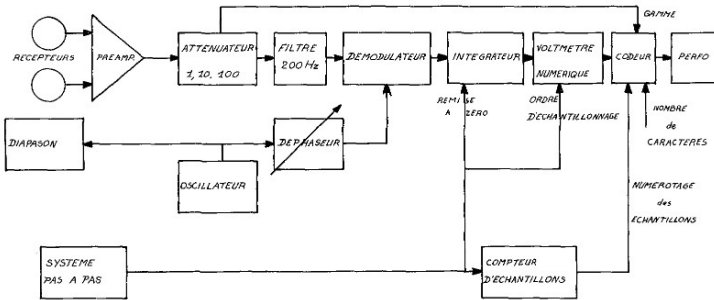 GAMME
RECEPTEURS
PREAMP.
ATTENUATEUR
1, 10, 100
FILTRE
200 Hz
DEMODULATEUR
INTEGRATEUR
VOLTMETRE
NUMERIQUE
CODEUR
PERFO
REMISE
A ZERO
ORDRE
D'ECHANTILLONNAGE
NOMBRE
de
CARACTERES
DIAPASON
DEPHASEUR
OSCILLATEUR
NUMEROTAGE
des
ECHANTILLONS
SYSTEME
PAS A PAS
COMPTEUR
D'ECHANTILLONS